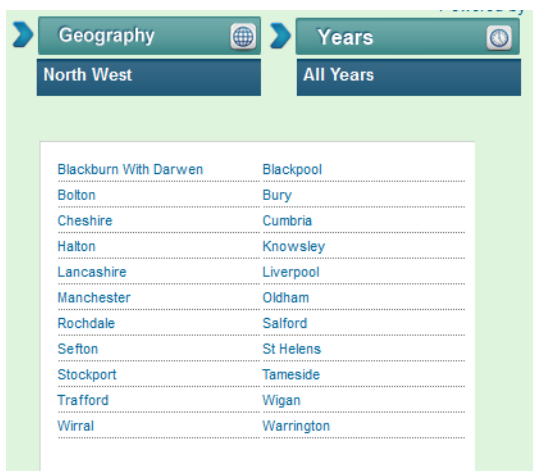 Geography Years
North West All Years
Blackburn With Darwen Blackpool
Bolton Bury
Cheshire Cumbria
Halton Knowsley
Lancashire Liverpool
Manchester Oldham
Rochdale Salford
Sefton St Helens
Stockport Tameside
Trafford Wigan
Wirral Warrington